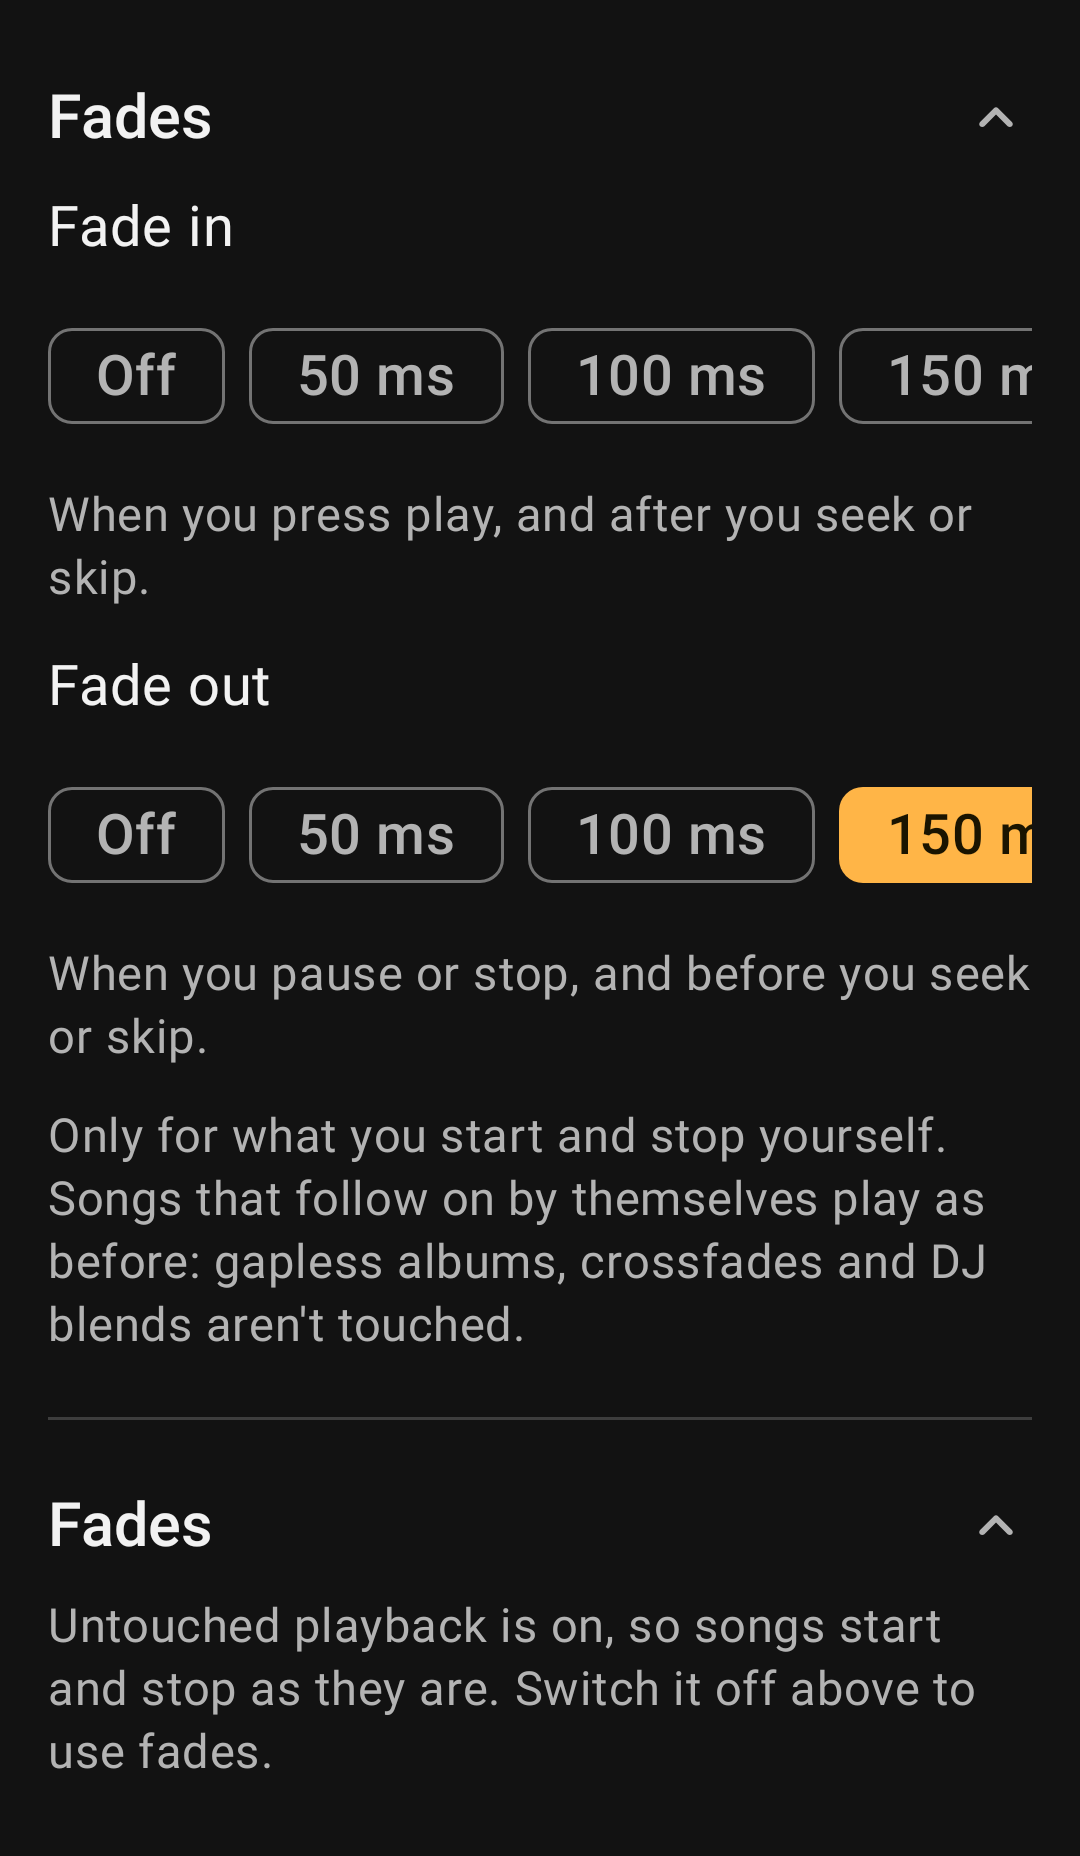 Fades
Fade in
Off 50 ms 100 ms 150 m
When you press play, and after you seek or
skip.
Fade out
Off 50 ms 100 ms 150 m
When you pause or stop, and before you seek
or skip.
Only for what you start and stop yourself.
Songs that follow on by themselves play as
before: gapless albums, crossfades and DJ
blends aren't touched.
Fades
Untouched playback is on, so songs start
and stop as they are. Switch it off above to
use fades.